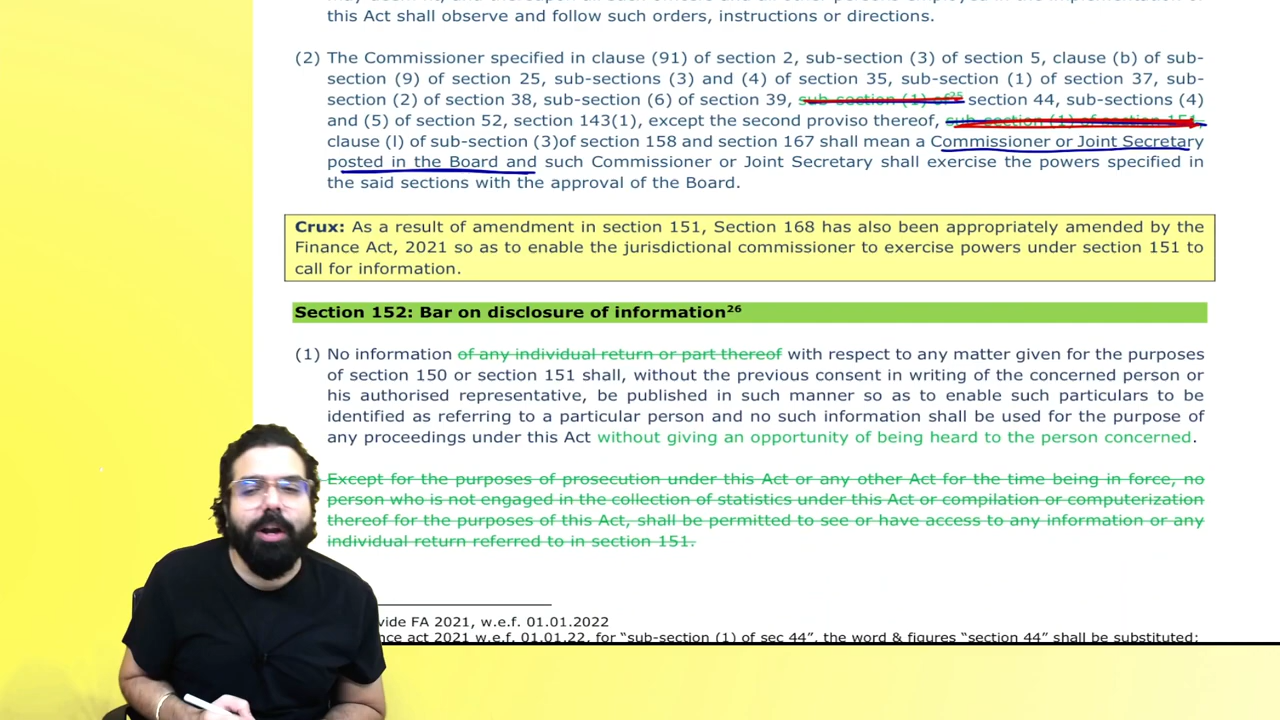 this Act shall observe and follow such orders, instructions or directions.
(2) The Commissioner specified in clause (91) of section 2, sub-section (3) of section 5, clause (b) of sub-
section (9) of section 25, sub-sections (3) and (4) of section 35, sub-section (1) of section 37, sub-
section (2) of section 38, sub-section (6) of section 39, sub-section (1) of²⁵ section 44, sub-sections (4)
and (5) of section 52, section 143(1), except the second proviso thereof, sub-section (1) of section 151,
clause (l) of sub-section (3)of section 158 and section 167 shall mean a Commissioner or Joint Secretary
posted in the Board and such Commissioner or Joint Secretary shall exercise the powers specified in
the said sections with the approval of the Board.
Crux: As a result of amendment in section 151, Section 168 has also been appropriately amended by the
Finance Act, 2021 so as to enable the jurisdictional commissioner to exercise powers under section 151 to
call for information.
Section 152: Bar on disclosure of information²⁶
(1) No information of any individual return or part thereof with respect to any matter given for the purposes
of section 150 or section 151 shall, without the previous consent in writing of the concerned person or
his authorised representative, be published in such manner so as to enable such particulars to be
identified as referring to a particular person and no such information shall be used for the purpose of
any proceedings under this Act without giving an opportunity of being heard to the person concerned.
Except for the purposes of prosecution under this Act or any other Act for the time being in force, no
person who is not engaged in the collection of statistics under this Act or compilation or computerization
thereof for the purposes of this Act, shall be permitted to see or have access to any information or any
individual return referred to in section 151.
vide FA 2021, w.e.f. 01.01.2022
nce act 2021 w.e.f. 01.01.22, for "sub-section (1) of sec 44", the word & figures "section 44" shall be substituted;